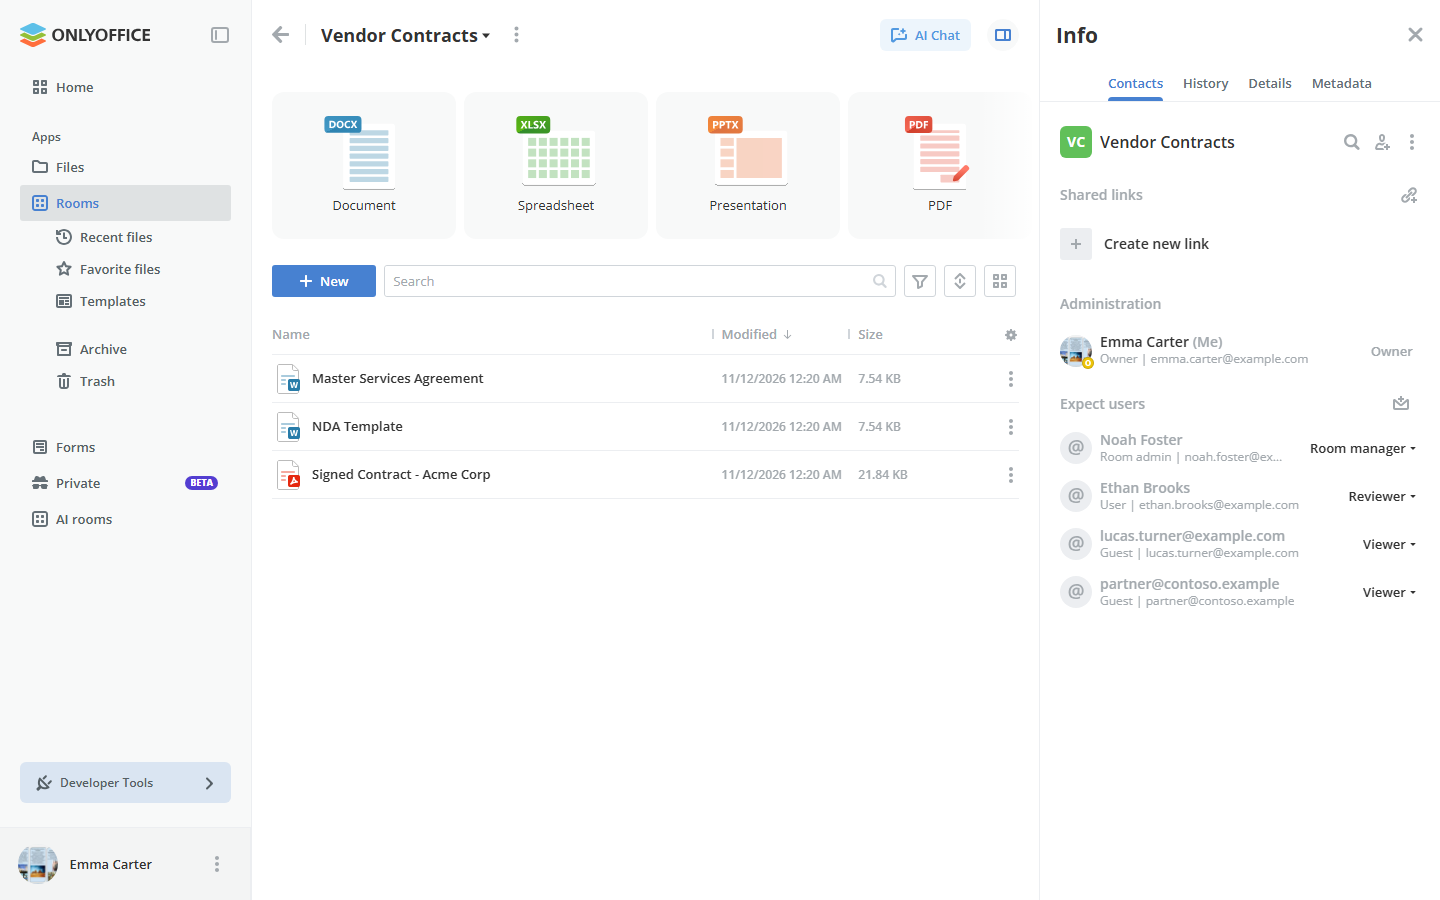 ONLYOFFICE
Home
Apps
Files
Rooms
Recent files
Favorite files
Templates
Archive
Trash
Forms
Private BETA
AI rooms
Developer Tools
Emma Carter
Vendor Contracts
AI Chat
DOCX
Document
XLSX
Spreadsheet
PPTX
Presentation
PDF
PDF
New
Search
Name Modified Size
Master Services Agreement 11/12/2026 12:20 AM 7.54 KB
NDA Template 11/12/2026 12:20 AM 7.54 KB
Signed Contract - Acme Corp 11/12/2026 12:20 AM 21.84 KB
Info
Contacts History Details Metadata
VC Vendor Contracts
Shared links
Create new link
Administration
Emma Carter (Me)
Owner | emma.carter@example.com
Owner
Expect users
@ Noah Foster
Room admin | noah.foster@ex...
Room manager
@ Ethan Brooks
User | ethan.brooks@example.com
Reviewer
@ lucas.turner@example.com
Guest | lucas.turner@example.com
Viewer
@ partner@contoso.example
Guest | partner@contoso.example
Viewer